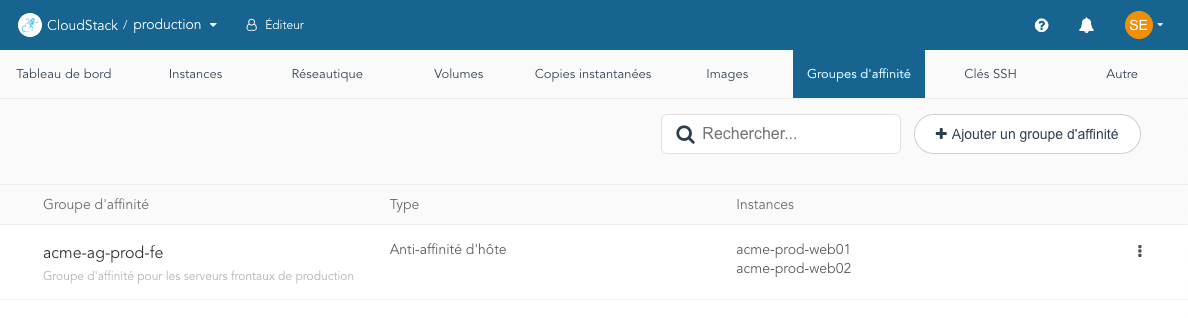 CloudStack / production Éditeur SE
Tableau de bord Instances Réseautique Volumes Copies instantanées Images Groupes d'affinité Clés SSH Autre
Rechercher... Ajouter un groupe d'affinité
Groupe d'affinité Type Instances
acme-ag-prod-fe Anti-affinité d'hôte acme-prod-web01
Groupe d'affinité pour les serveurs frontaux de production acme-prod-web02